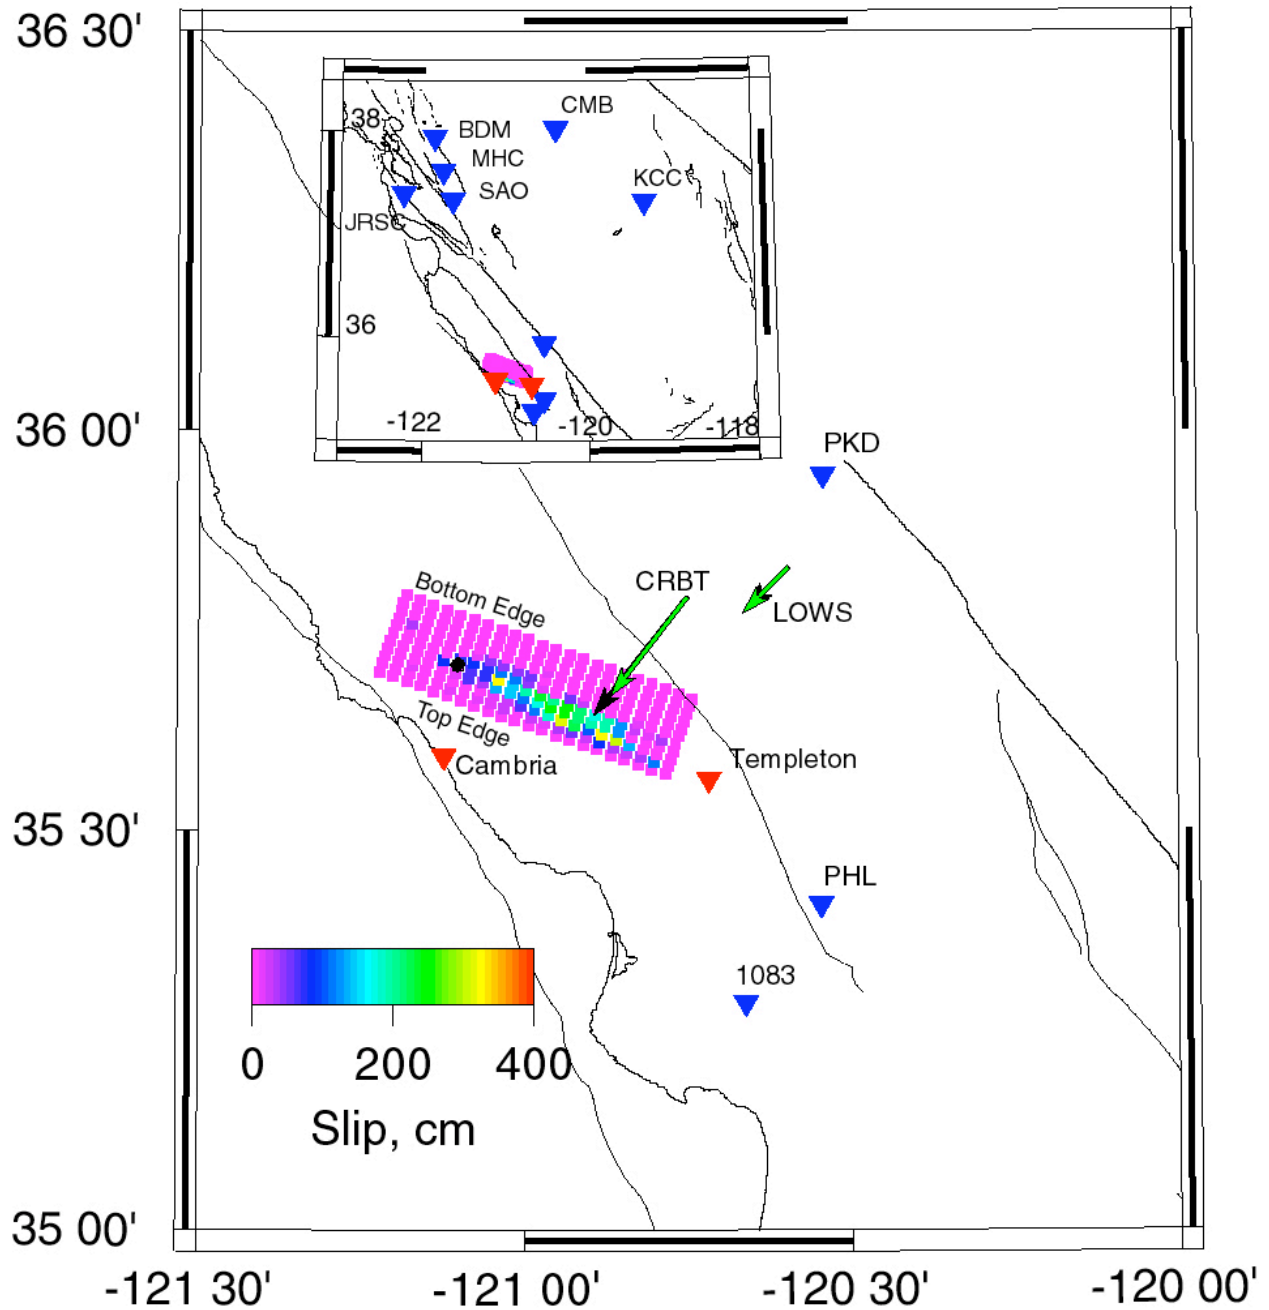 36 30'
CMB
38
BDM
MHC
KCC
SAO
JRSC
36
-122
-120
-118
36 00'
PKD
Bottom Edge
CRBT
LOWS
Top Edge
Cambria
Templeton
35 30'
PHL
1083
0
200
400
Slip, cm
35 00'
-121 30'
-121 00'
-120 30'
-120 00'